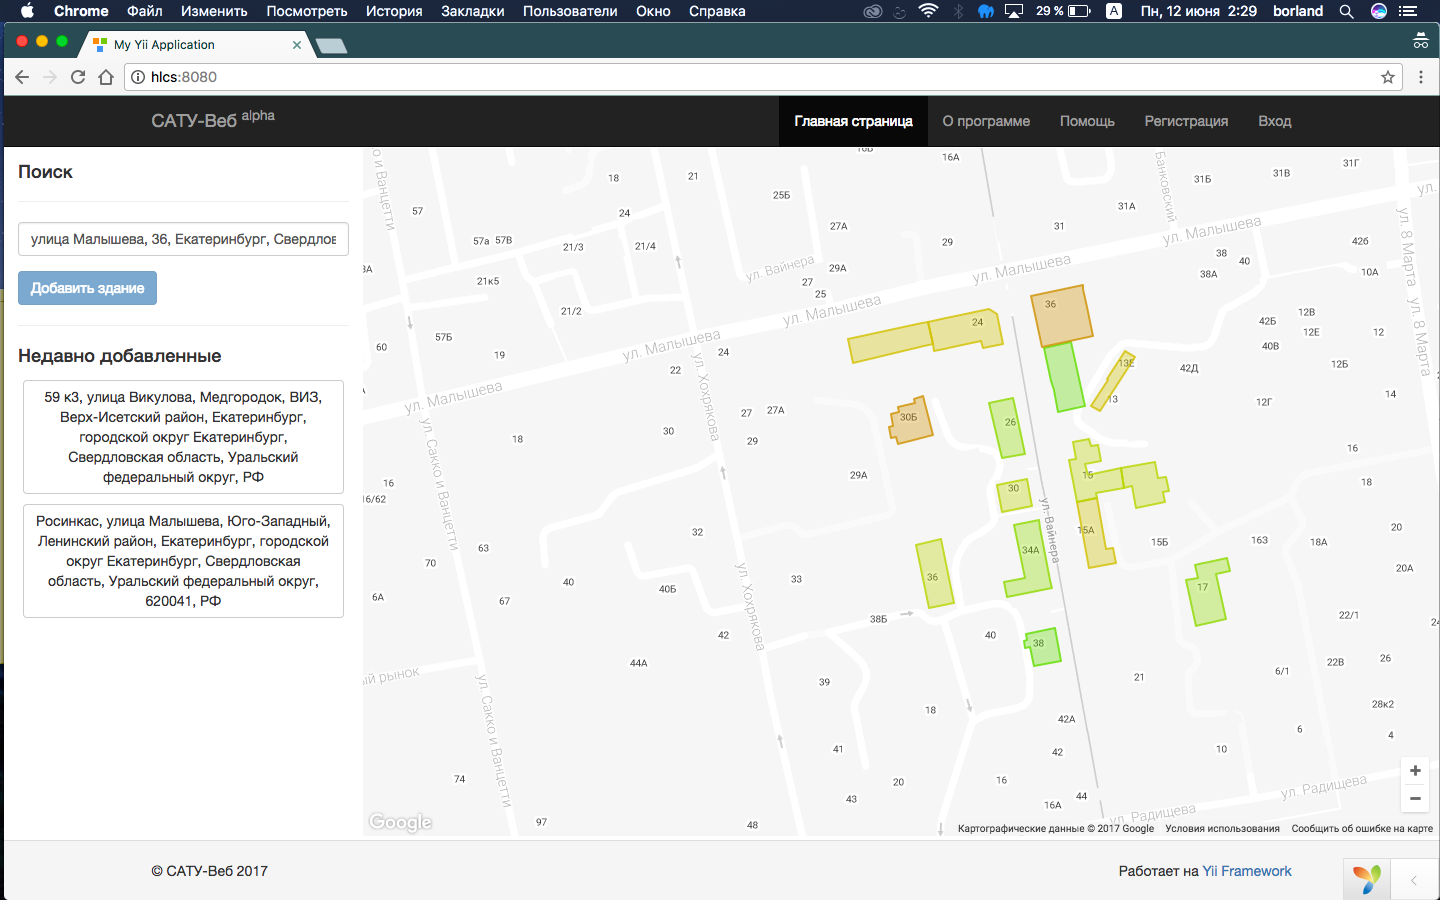 Chrome Файл Изменить Посмотреть История Закладки Пользователи Окно Справка 29 % A Пн, 12 июня 2:29 borland
My Yii Application
hlcs:8080
САТУ-Веб alpha Главная страница О программе Помощь Регистрация Вход
Поиск
улица Малышева, 36, Екатеринбург, Свердлов
Добавить здание
Недавно добавленные
59 к3, улица Викулова, Медгородок, ВИЗ,
Верх-Исетский район, Екатеринбург,
городской округ Екатеринбург,
Свердловская область, Уральский
федеральный округ, РФ
Росинкас, улица Малышева, Юго-Западный,
Ленинский район, Екатеринбург, городской
округ Екатеринбург, Свердловская
область, Уральский федеральный округ,
620041, РФ
16А
31Г
18
21
31Б
31В
25Б
57
24
31А
ул. Малышева
27А
31
57а 57В
21/3
21/4
29
42б
38
40
ул. Вайнера
29А
38А
10А
21к5
27
25
ул. Малышева
21/2
ул. Малышева
36
12В
24
42Б
12Е
12
57Б
60
19
ул. Малышева
24
40В
22
13Е
42Д
12Б
ул. Малышева
13
12Г
14
27
27А
30Б
26
18
30
29
16
29А
15
16
16/62
30
18
ул. Сакко и Ванцетти
ул. Хохрякова
ул. Вайнера
ул. 8 Марта
ул. 8 Марта
Банковский
15А
20
32
15Б
163
18А
63
34А
70
20А
40
33
36
17
40Б
6А
67
38Б
22/1
42
40
38
44А
22В
26
ый рынок
39
21
6/1
ул. Хохрякова
ул. Сакко и Ванцетти
18
28к2
42А
6
4
41
42
10
74
20
16
43
44
16А
ул. Радищева
ул. Радищева
97
48
Google
Картографические данные © 2017 Google Условия использования Сообщить об ошибке на карте
© САТУ-Веб 2017 Работает на Yii Framework